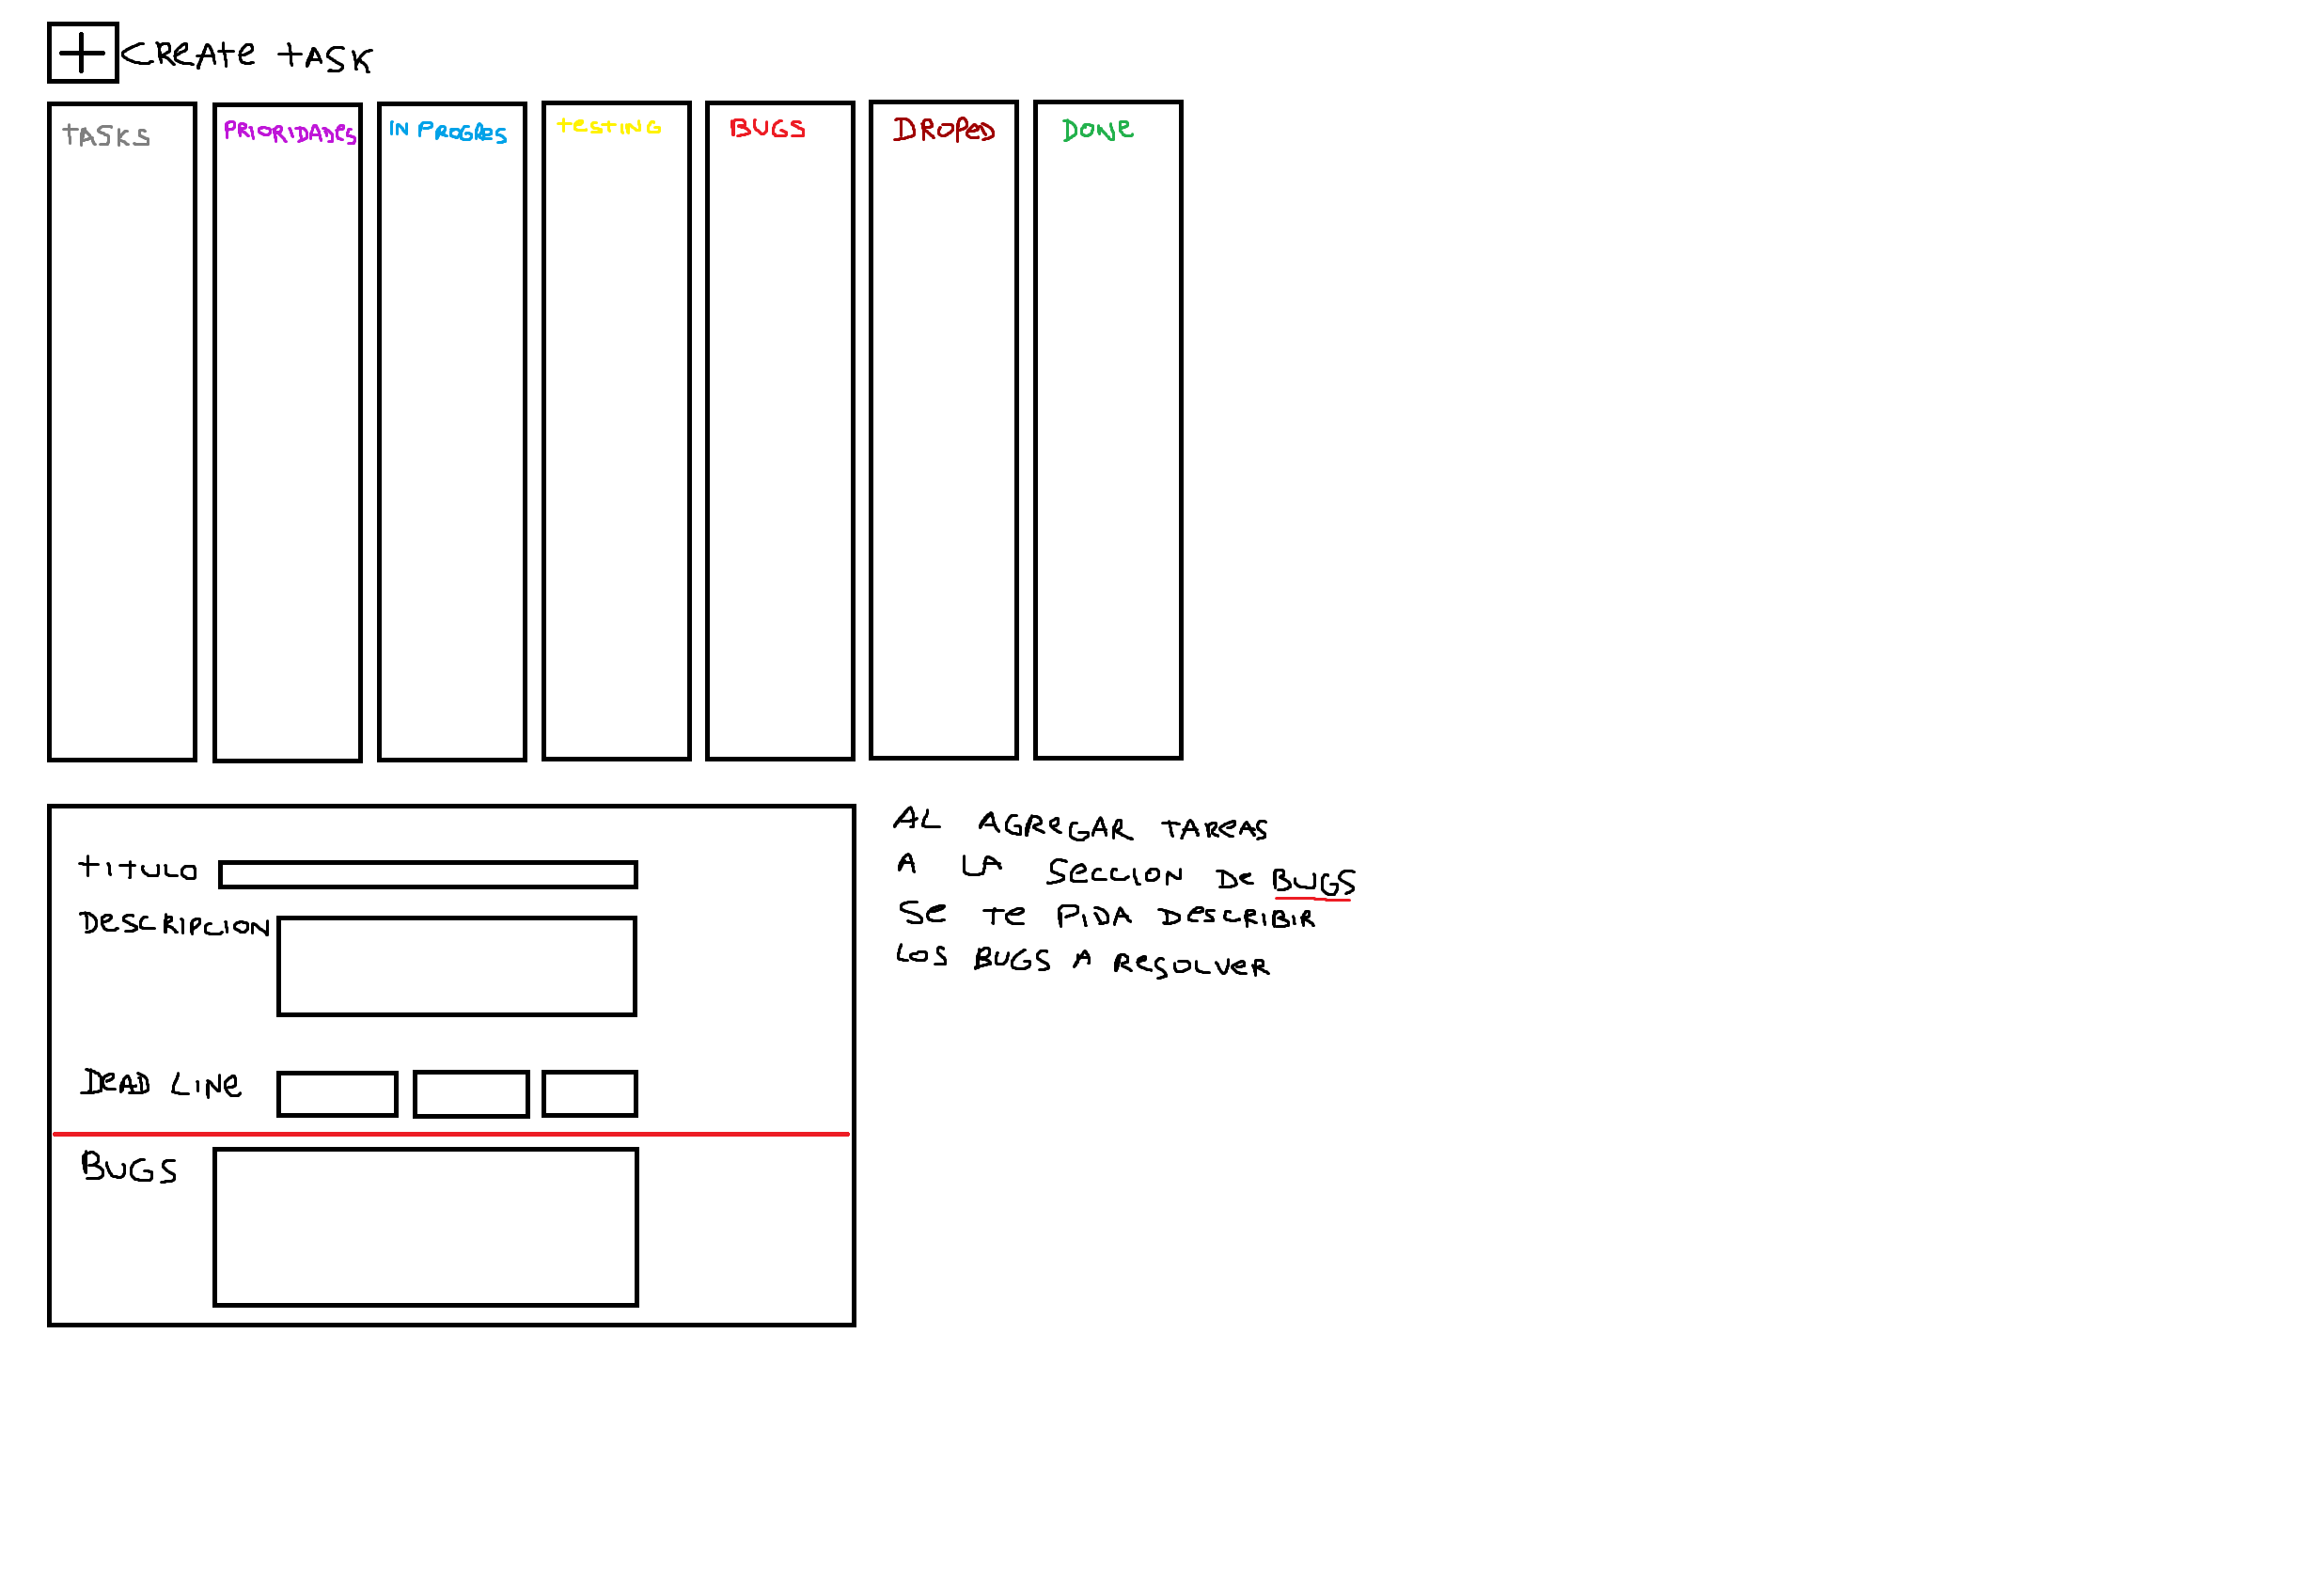 CREATE TASK
TASKS
PRIORIDADES
IN PROGRES
TESTING
BUGS
DROPED
DONE
TITULO
DESCRIPCION
DEAD LINE
BUGS
AL AGREGAR TAREAS
A LA SECCION DE BUGS
SE TE PIDA DESCRIBIR
LOS BUGS A RESOLVER